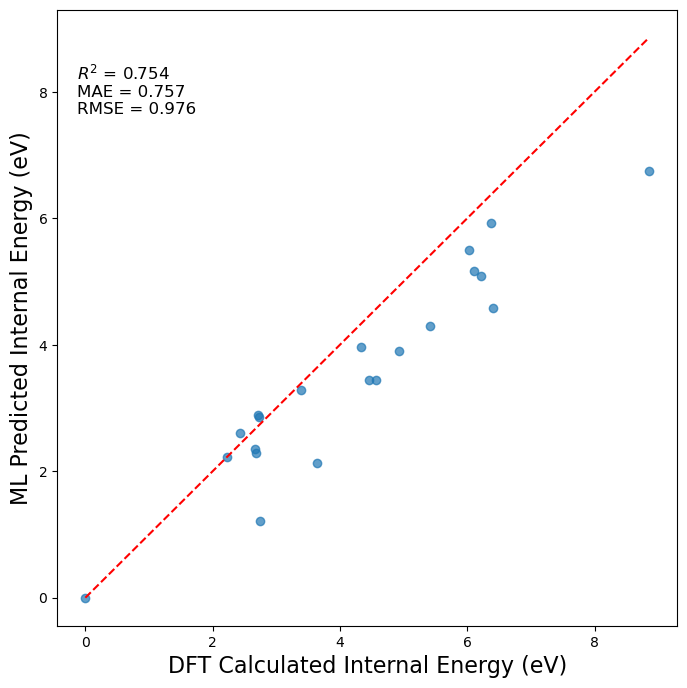 R² = 0.754
MAE = 0.757
RMSE = 0.976
8
6
4
2
0
ML Predicted Internal Energy (eV)
0 2 4 6 8
DFT Calculated Internal Energy (eV)